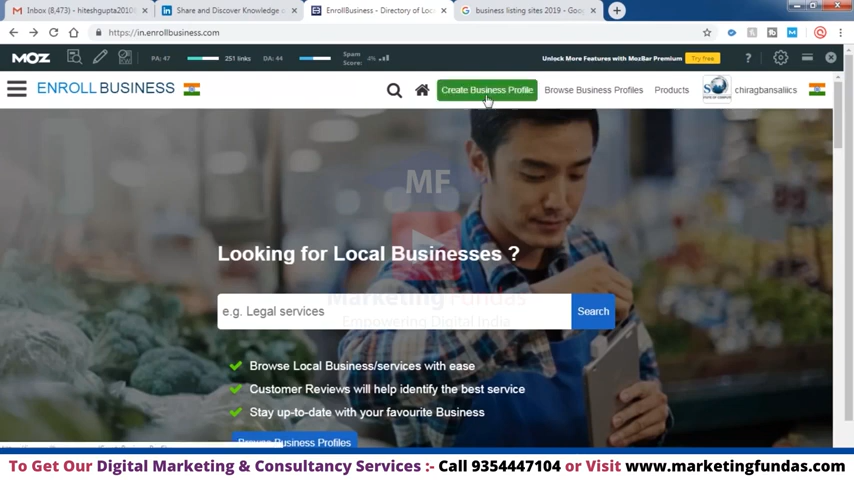 Inbox (8,473) - hiteshgupta2010
Share and Discover Knowledge o
EnrollBusiness - Directory of Loc
business listing sites 2019 - Goo
https://in.enrollbusiness.com
MOZ
PA: 47
251 links
DA: 44
Spam Score: 4%
Unlock More Features with MozBar Premium
Try free
ENROLLBUSINESS
Create Business Profile
Browse Business Profiles
Products
chiragbansaliics
MF
Looking for Local Businesses ?
Marketing Fundas
Empowering Digital India
e.g. Legal services
Search
Browse Local Business/services with ease
Customer Reviews will help identify the best service
Stay up-to-date with your favourite Business
Browse Business Profiles
To Get Our Digital Marketing & Consultancy Services :- Call 9354447104 or Visit www.marketingfundas.com